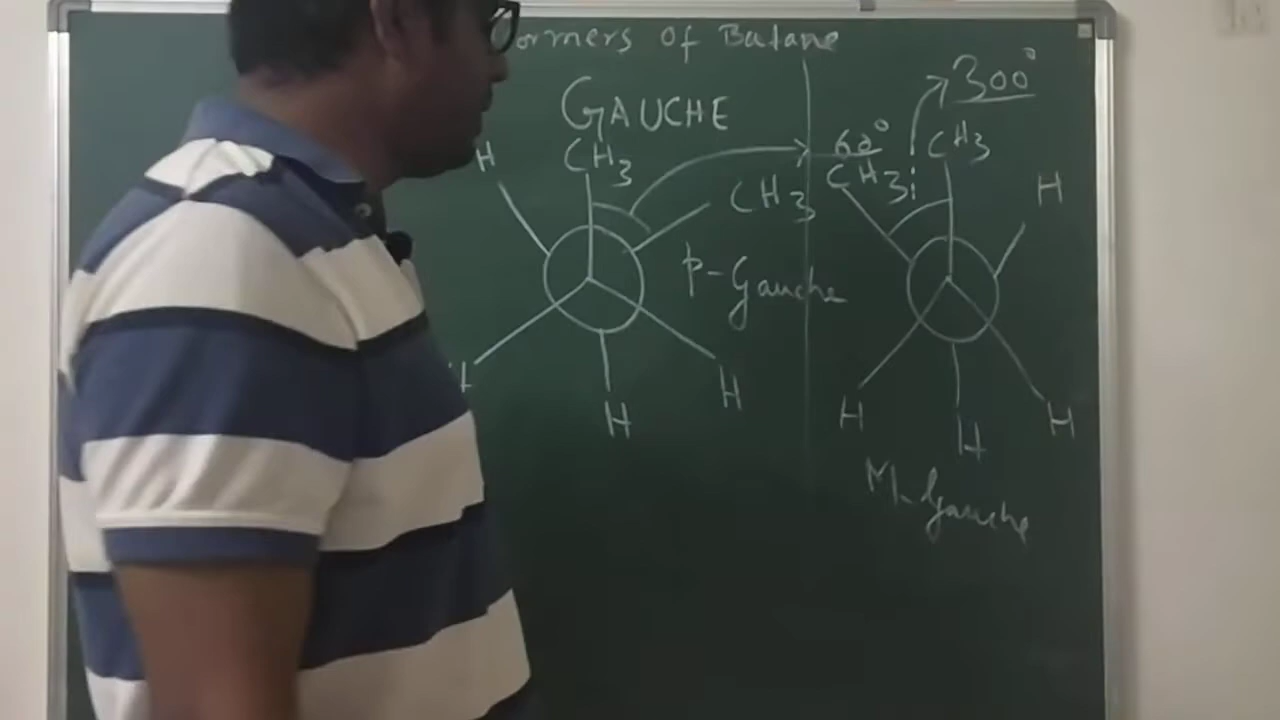 ormers of Butane
GAUCHE
300°
60°
H
CH3
CH3
P-Gauche
H
H
CH3
CH3
H
H
H
H
M-Gauche